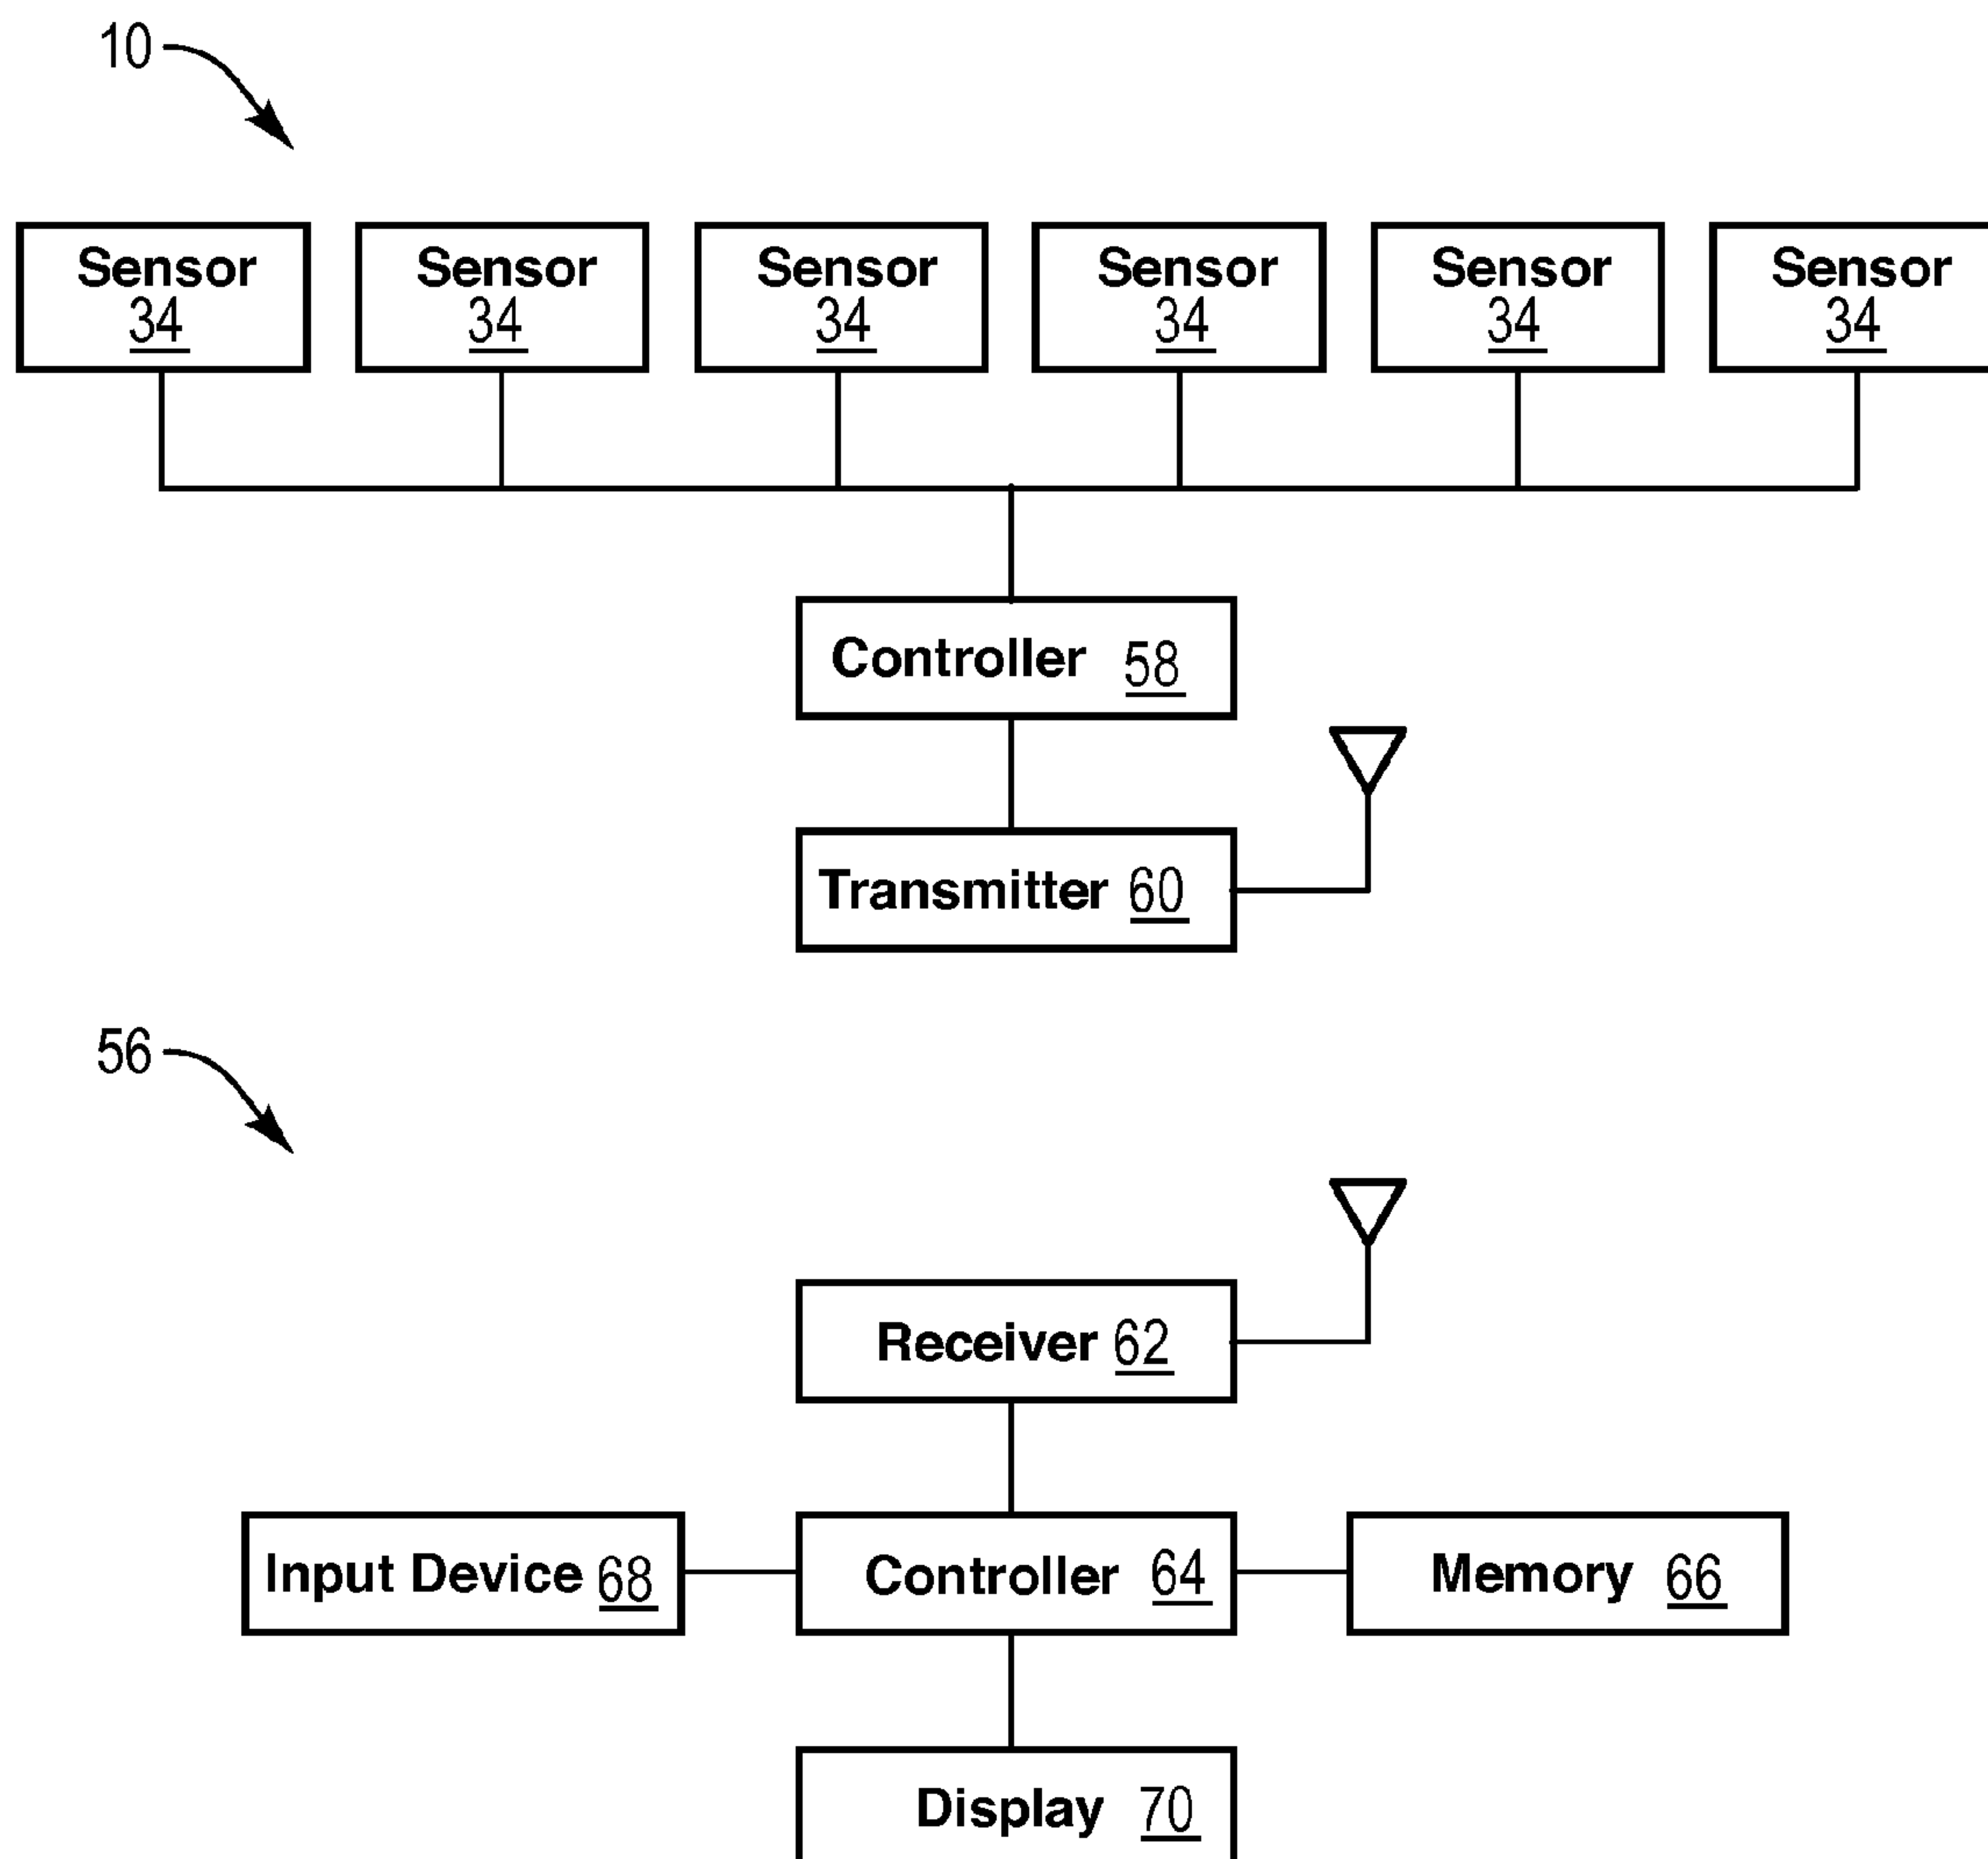 10
Sensor Sensor Sensor Sensor Sensor Sensor
34 34 34 34 34 34
Controller 58
Transmitter 60
56
Receiver 62
Input Device 68 Controller 64 Memory 66
Display 70